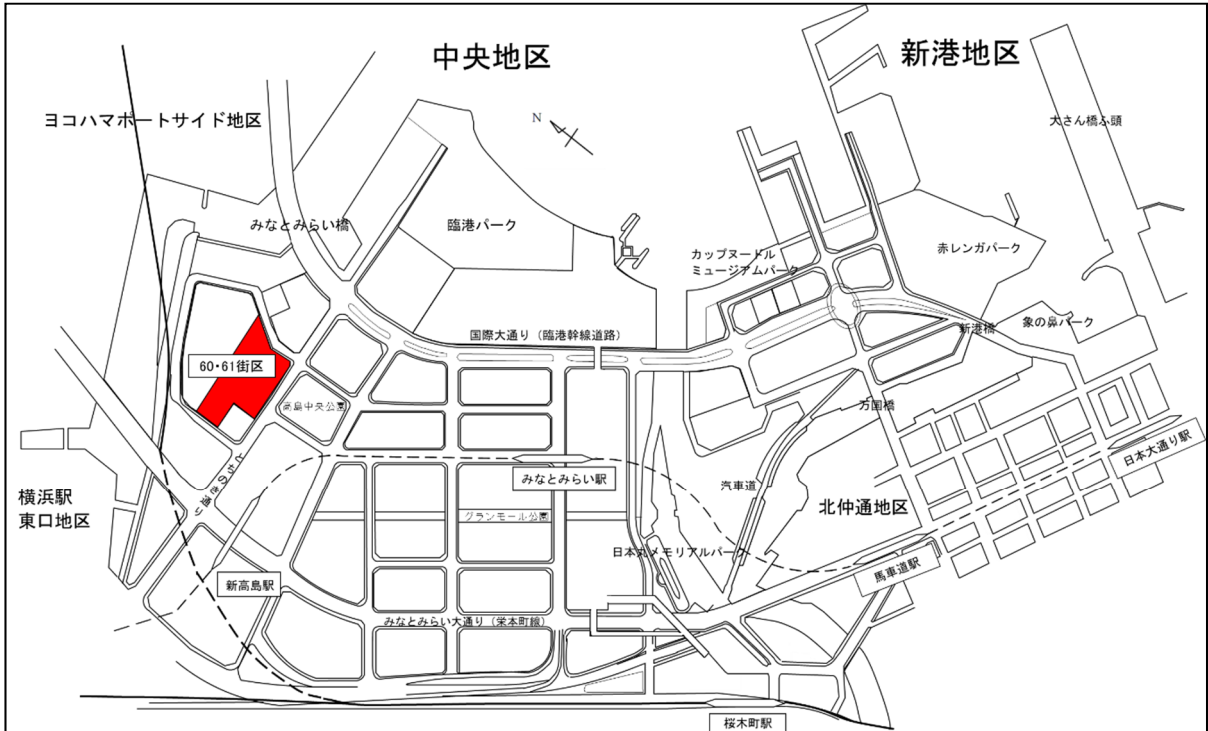 中央地区
新港地区
ヨコハマポートサイド地区
N
大さん橋ふ頭
みなとみらい橋
臨港パーク
カップヌードル
ミュージアムパーク
赤レンガパーク
国際大通り（臨港幹線道路）
新港橋
象の鼻パーク
60・61街区
高島中央公園
万国橋
とちのき通り
日本大通り駅
みなとみらい駅
汽車道
横浜駅
東口地区
グランモール公園
北仲通地区
日本丸メモリアルパーク
馬車道駅
新高島駅
みなとみらい大通り（栄本町線）
桜木町駅